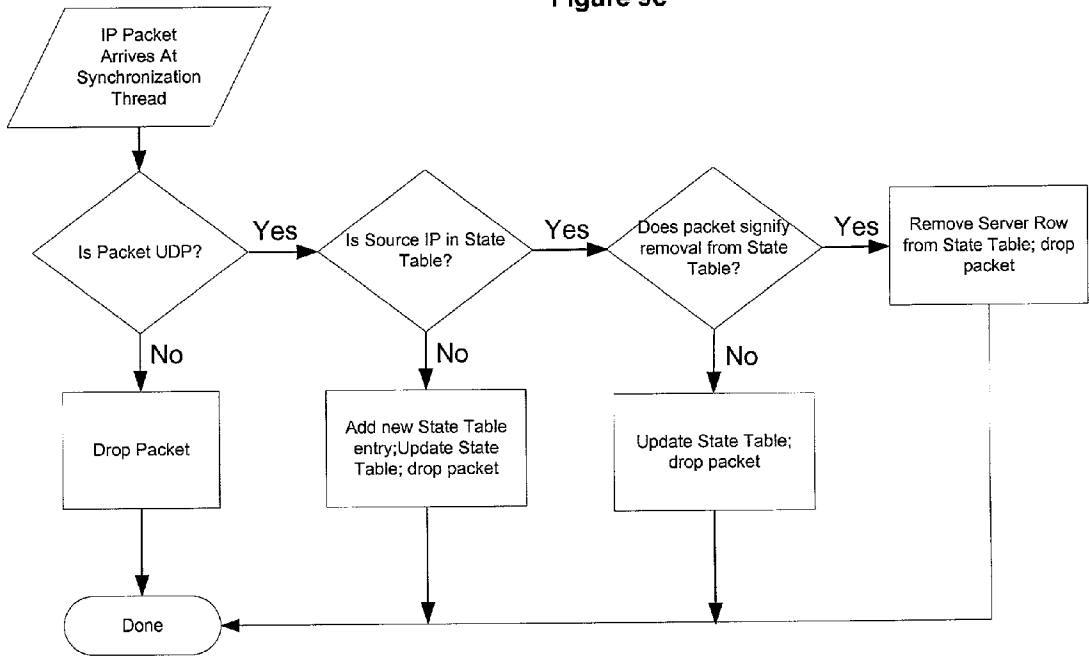 Figure 3c
IP Packet
Arrives At
Synchronization
Thread
Is Packet UDP?
Yes
Is Source IP in State
Table?
Yes
Does packet signify
removal from State
Table?
Yes
Remove Server Row
from State Table; drop
packet
No
No
No
Drop Packet
Add new State Table
entry;Update State
Table; drop packet
Update State Table;
drop packet
Done